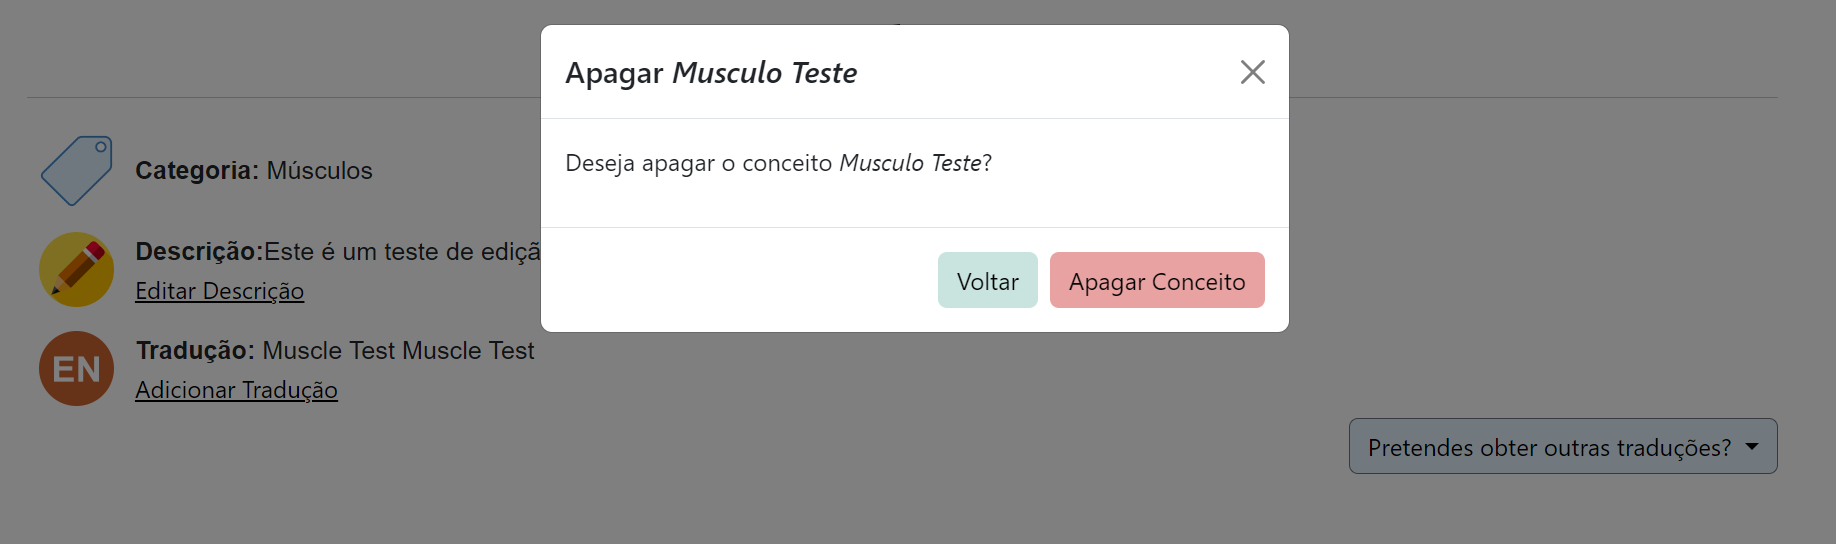 Apagar Musculo Teste
Deseja apagar o conceito Musculo Teste?
Voltar
Apagar Conceito
Categoria: Músculos
Descrição:Este é um teste de ediçã
Editar Descrição
EN
Tradução: Muscle Test Muscle Test
Adicionar Tradução
Pretendes obter outras traduções?